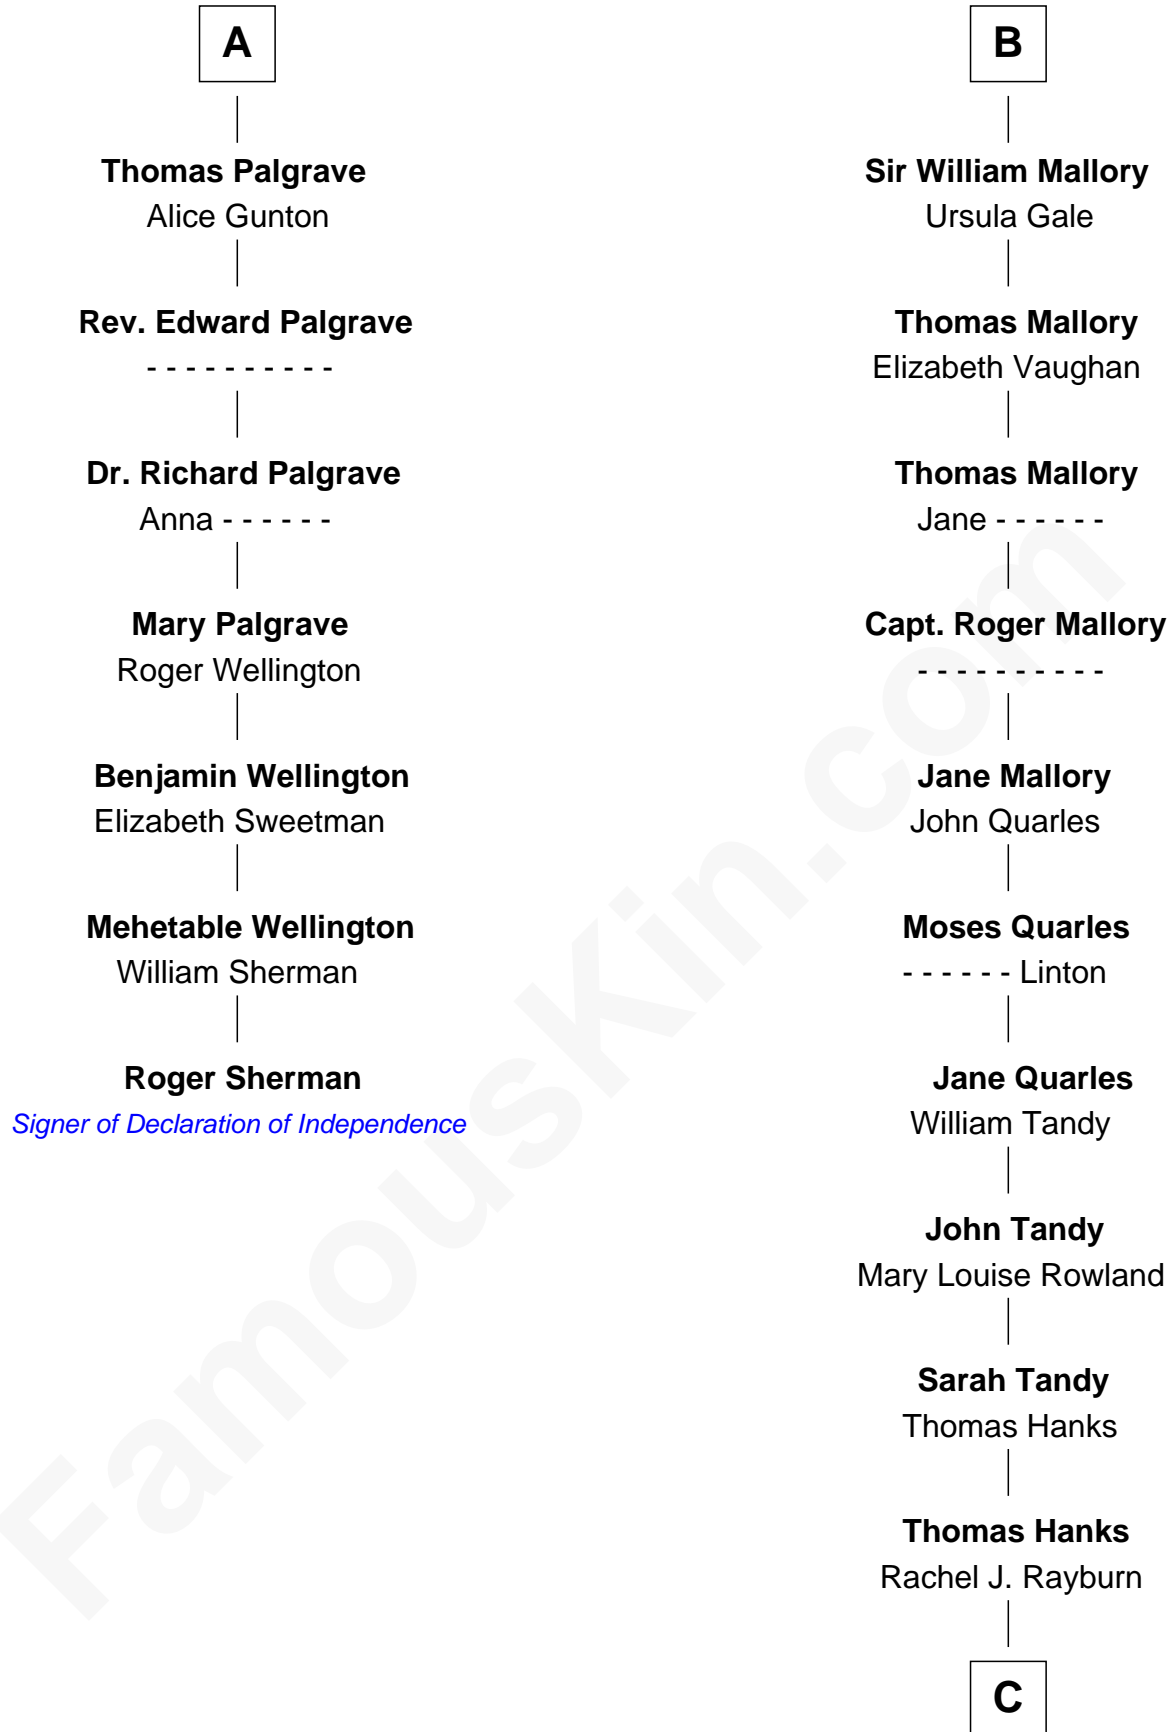 A
Thomas Palgrave
Alice Gunton
Rev. Edward Palgrave
- - - - - - - - - -
Dr. Richard Palgrave
Anna - - - - - -
Mary Palgrave
Roger Wellington
Benjamin Wellington
Elizabeth Sweetman
Mehetable Wellington
William Sherman
Roger Sherman
Signer of Declaration of Independence
B
Sir William Mallory
Ursula Gale
Thomas Mallory
Elizabeth Vaughan
Thomas Mallory
Jane - - - - - -
Capt. Roger Mallory
- - - - - - - - - -
Jane Mallory
John Quarles
Moses Quarles
- - - - - - Linton
Jane Quarles
William Tandy
John Tandy
Mary Louise Rowland
Sarah Tandy
Thomas Hanks
Thomas Hanks
Rachel J. Rayburn
C
FamousKin.com